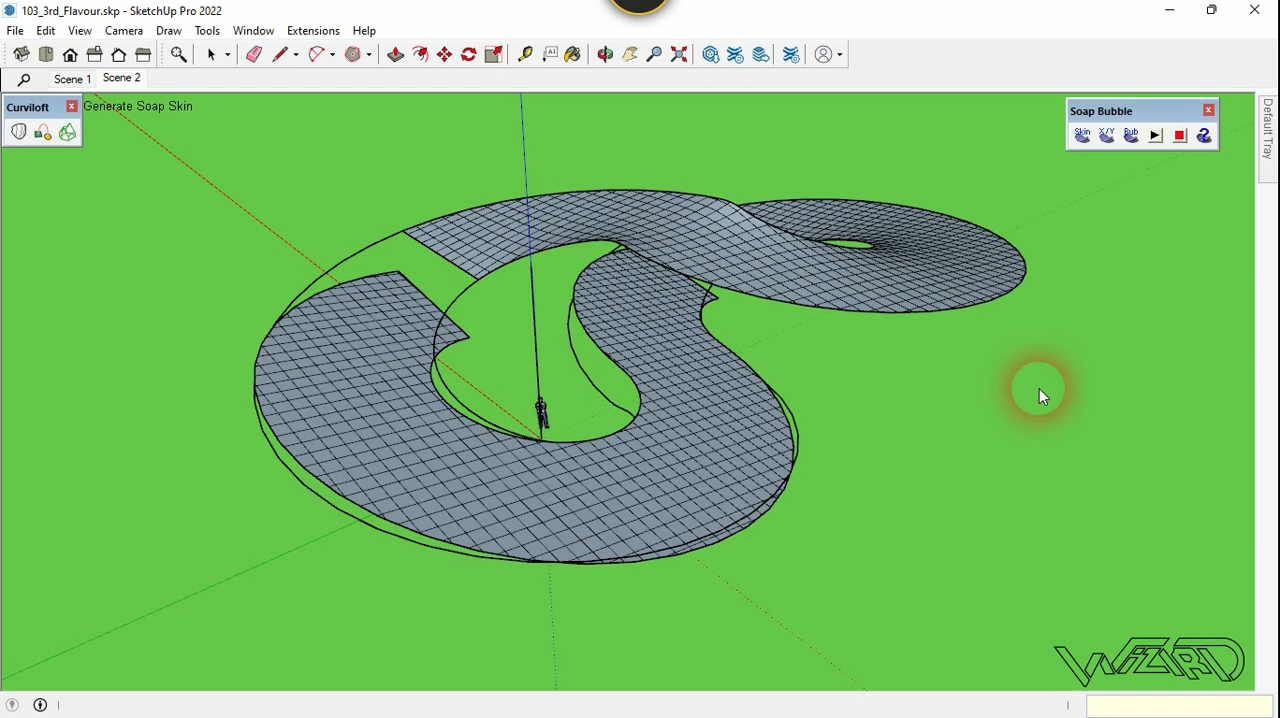 103_3rd_Flavour.skp - SketchUp Pro 2022
File Edit View Camera Draw Tools Window Extensions Help
Scene 1 Scene 2
Curviloft
Generate Soap Skin
Soap Bubble
Skin X/Y Bub
Default Tray
WIZARD